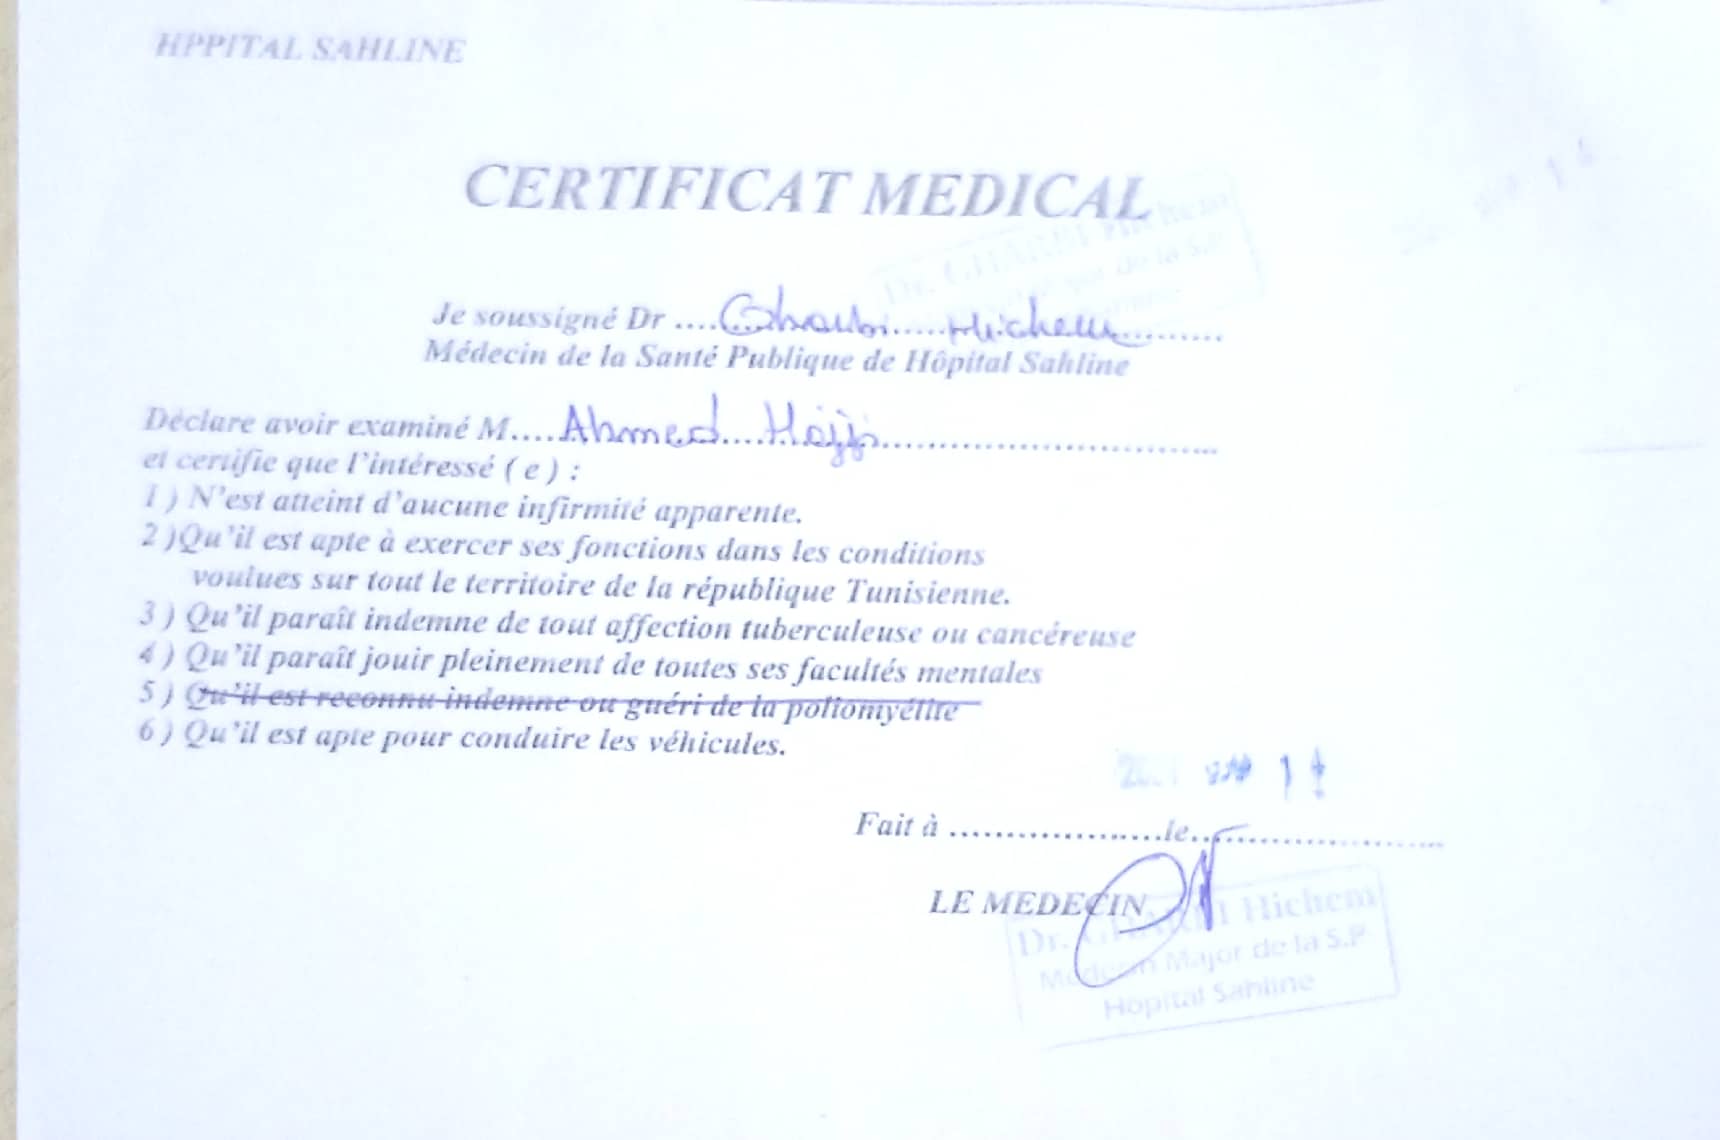 HPPITAL SAHLINE
CERTIFICAT MEDICAL
Je soussigné Dr .... Gharbi ..... Hichem ..........
Médecin de la Santé Publique de Hôpital Sahline
Déclare avoir examiné M.... Ahmed .... Hajji ..........
et certifie que l'intéressé ( e ) :
1 ) N'est atteint d'aucune infirmité apparente.
2 )Qu'il est apte à exercer ses fonctions dans les conditions
voulues sur tout le territoire de la république Tunisienne.
3 ) Qu'il paraît indemne de tout affection tuberculeuse ou cancéreuse
4 ) Qu'il paraît jouir pleinement de toutes ses facultés mentales
5 ) Qu'il est reconnu indemne ou guéri de la poliomyélite
6 ) Qu'il est apte pour conduire les véhicules.
Fait à ....................le..........................
LE MEDECIN
Dr. GHARBI Hichem
Médecin Major de la S.P
Hôpital Sahline